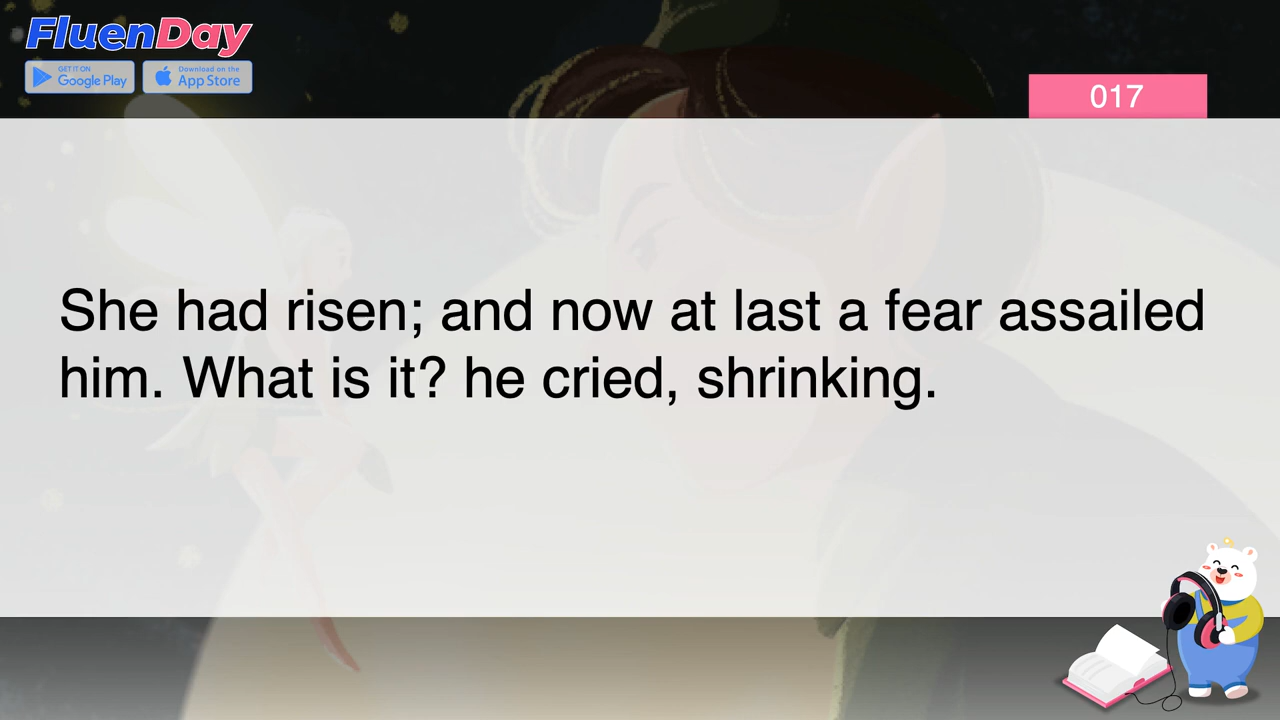 FluenDay
GET IT ON
Google Play
Download on the
App Store
017
She had risen; and now at last a fear assailed
him. What is it? he cried, shrinking.